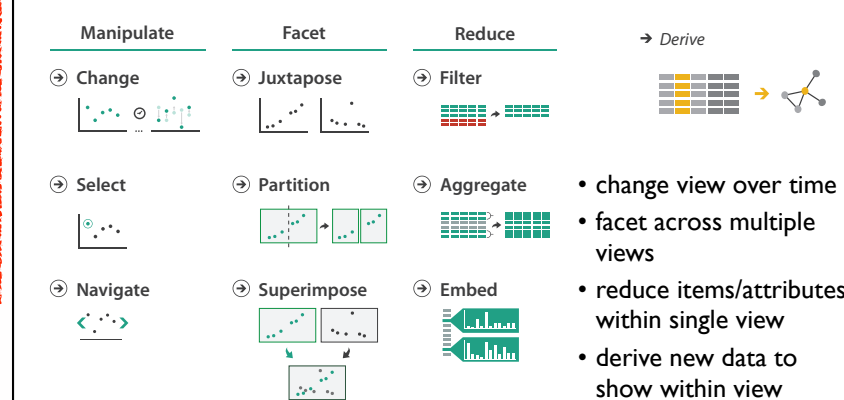 Manipulate
Facet
Reduce
→ Derive
Change
Juxtapose
Filter
...
Select
Partition
Aggregate
Navigate
Superimpose
Embed
• change view over time
• facet across multiple
views
• reduce items/attributes
within single view
• derive new data to
show within view